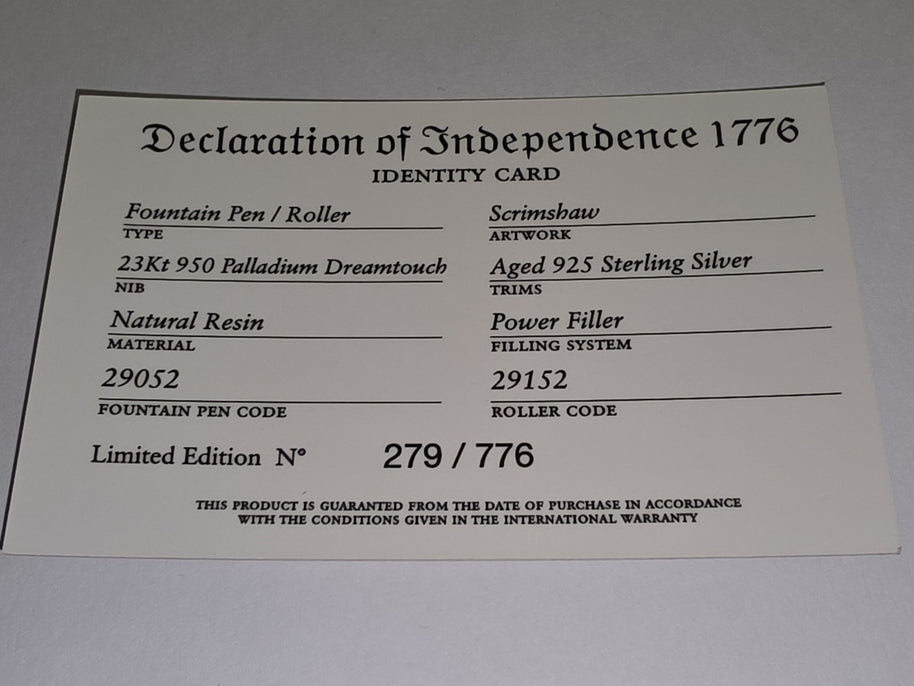 Declaration of Independence 1776
IDENTITY CARD
Fountain Pen / Roller
TYPE
Scrimshaw
ARTWORK
23Kt 950 Palladium Dreamtouch
NIB
Aged 925 Sterling Silver
TRIMS
Natural Resin
MATERIAL
Power Filler
FILLING SYSTEM
29052
FOUNTAIN PEN CODE
29152
ROLLER CODE
Limited Edition N° 279 / 776
THIS PRODUCT IS GUARANTED FROM THE DATE OF PURCHASE IN ACCORDANCE
WITH THE CONDITIONS GIVEN IN THE INTERNATIONAL WARRANTY